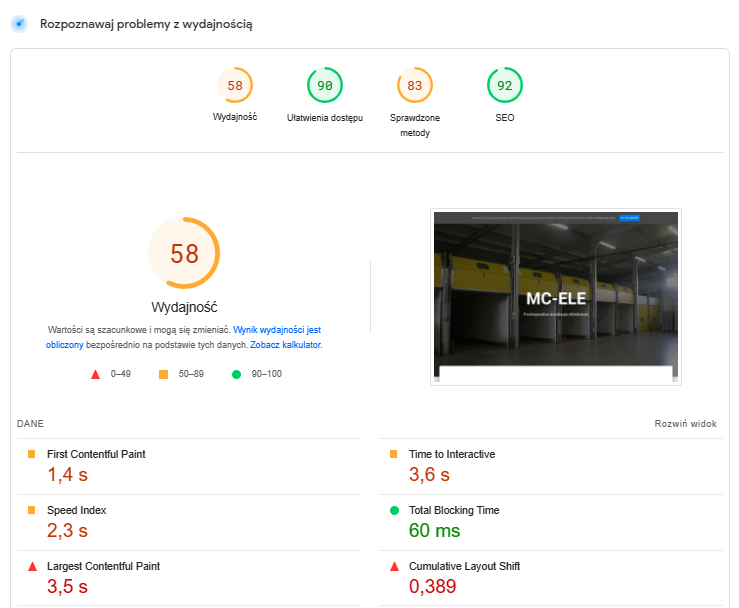 Rozpoznawaj problemy z wydajnością
58
90
83
92
Wydajność
Ułatwienia dostępu
Sprawdzone
metody
SEO
58
Wydajność
Wartości są szacunkowe i mogą się zmieniać. Wynik wydajności jest
obliczony bezpośrednio na podstawie tych danych. Zobacz kalkulator.
0–49
50–89
90–100
MC-ELE
DANE
Rozwiń widok
First Contentful Paint
1,4 s
Time to Interactive
3,6 s
Speed Index
2,3 s
Total Blocking Time
60 ms
Largest Contentful Paint
3,5 s
Cumulative Layout Shift
0,389